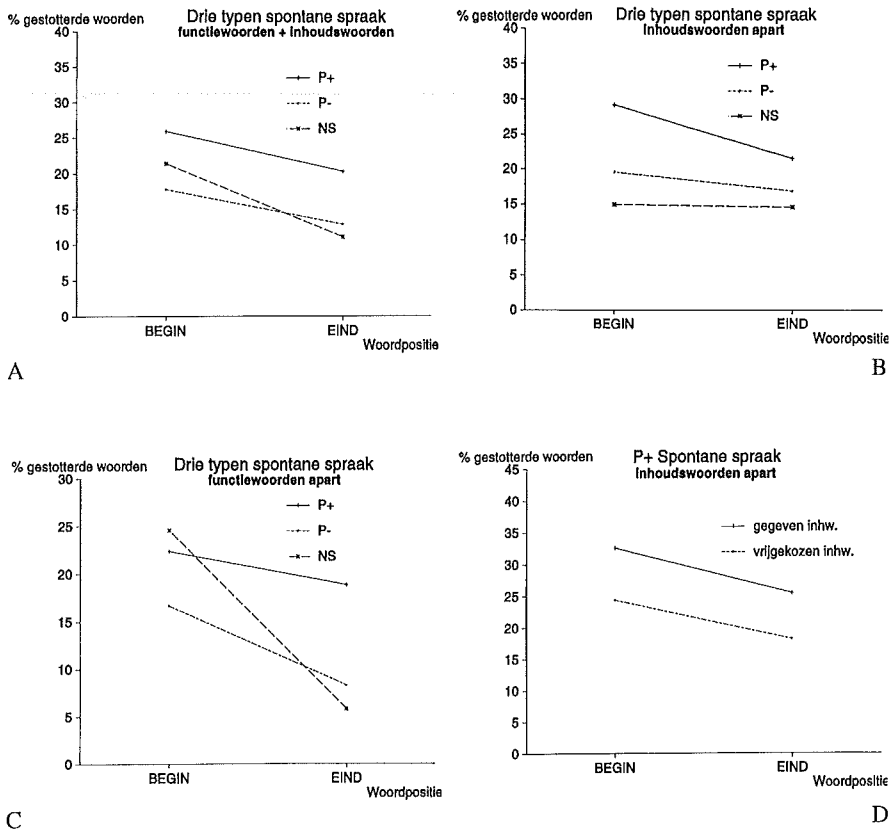 % gestotterde woorden
Drie typen spontane spraak
functiewoorden + inhoudswoorden
40
35
30
25
20
15
10
5
0
P+
P-
NS
BEGIN
EIND
Woordpositie
A
% gestotterde woorden
Drie typen spontane spraak
Inhoudswoorden apart
40
35
30
25
20
15
10
5
0
P+
P-
NS
BEGIN
EIND
Woordpositie
B
% gestotterde woorden
Drie typen spontane spraak
functiewoorden apart
30
25
20
15
10
5
0
P+
P-
NS
BEGIN
EIND
Woordpositie
C
% gestotterde woorden
P+ Spontane spraak
Inhoudswoorden apart
45
40
35
30
25
20
15
10
5
0
gegeven inhw.
vrijgekozen inhw.
BEGIN
EIND
Woordpositie
D